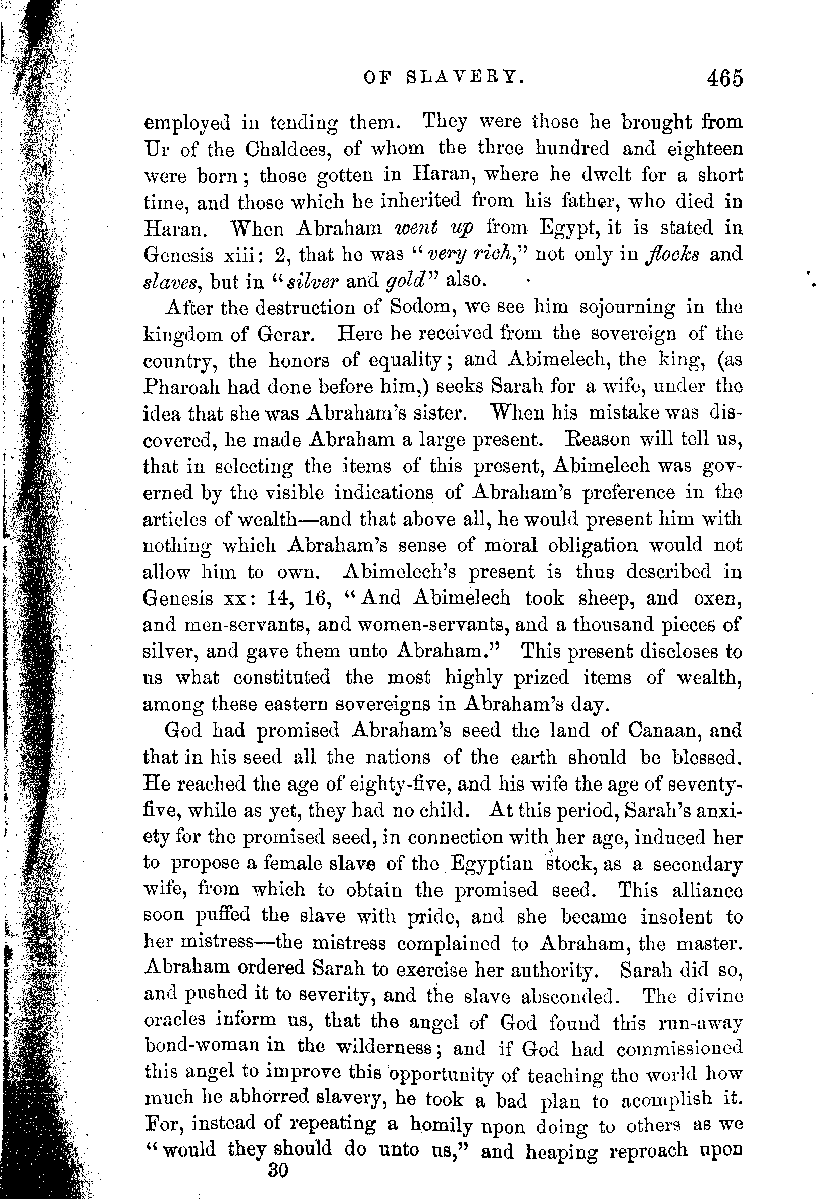 OF SLAVERY. 465
employed in tending them. They were those he brought from
Ur of the Chaldees, of whom the three hundred and eighteen
were born; those gotten in Haran, where he dwelt for a short
time, and those which he inherited from his father, who died in
Haran. When Abraham went up from Egypt, it is stated in
Genesis xiii: 2, that he was "very rich," not only in flocks and
slaves, but in "silver and gold" also.
After the destruction of Sodom, we see him sojourning in the
kingdom of Gerar. Here he received from the sovereign of the
country, the honors of equality; and Abimelech, the king, (as
Pharoah had done before him,) seeks Sarah for a wife, under the
idea that she was Abraham's sister. When his mistake was dis-
covered, he made Abraham a large present. Reason will tell us,
that in selecting the items of this present, Abimelech was gov-
erned by the visible indications of Abraham's preference in the
articles of wealth—and that above all, he would present him with
nothing which Abraham's sense of moral obligation would not
allow him to own. Abimelech's present is thus described in
Genesis xx: 14, 16, "And Abimelech took sheep, and oxen,
and men-servants, and women-servants, and a thousand pieces of
silver, and gave them unto Abraham." This present discloses to
us what constituted the most highly prized items of wealth,
among these eastern sovereigns in Abraham's day.
God had promised Abraham's seed the land of Canaan, and
that in his seed all the nations of the earth should be blessed.
He reached the age of eighty-five, and his wife the age of seventy-
five, while as yet, they had no child. At this period, Sarah's anxi-
ety for the promised seed, in connection with her age, induced her
to propose a female slave of the Egyptian stock, as a secondary
wife, from which to obtain the promised seed. This alliance
soon puffed the slave with pride, and she became insolent to
her mistress—the mistress complained to Abraham, the master.
Abraham ordered Sarah to exercise her authority. Sarah did so,
and pushed it to severity, and the slave absconded. The divine
oracles inform us, that the angel of God found this run-away
bond-woman in the wilderness; and if God had commissioned
this angel to improve this opportunity of teaching the world how
much he abhorred slavery, he took a bad plan to acomplish it.
For, instead of repeating a homily upon doing to others as we
"would they should do unto us," and heaping reproach upon
30